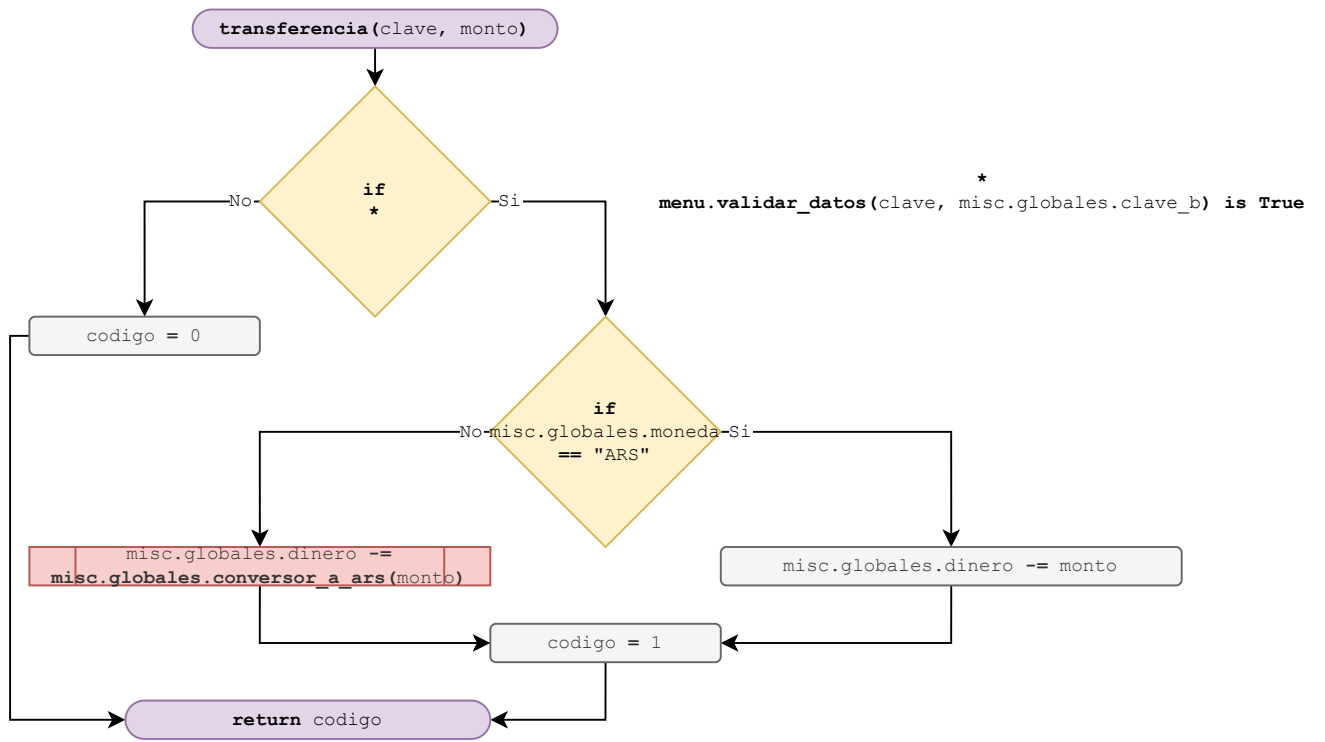 transferencia(clave, monto)
if
*
*
menu.validar_datos(clave, misc.globales.clave_b) is True
No
Si
codigo = 0
if
misc.globales.moneda
== "ARS"
No
Si
misc.globales.dinero -=
misc.globales.conversor_a_ars(monto)
misc.globales.dinero -= monto
codigo = 1
return codigo